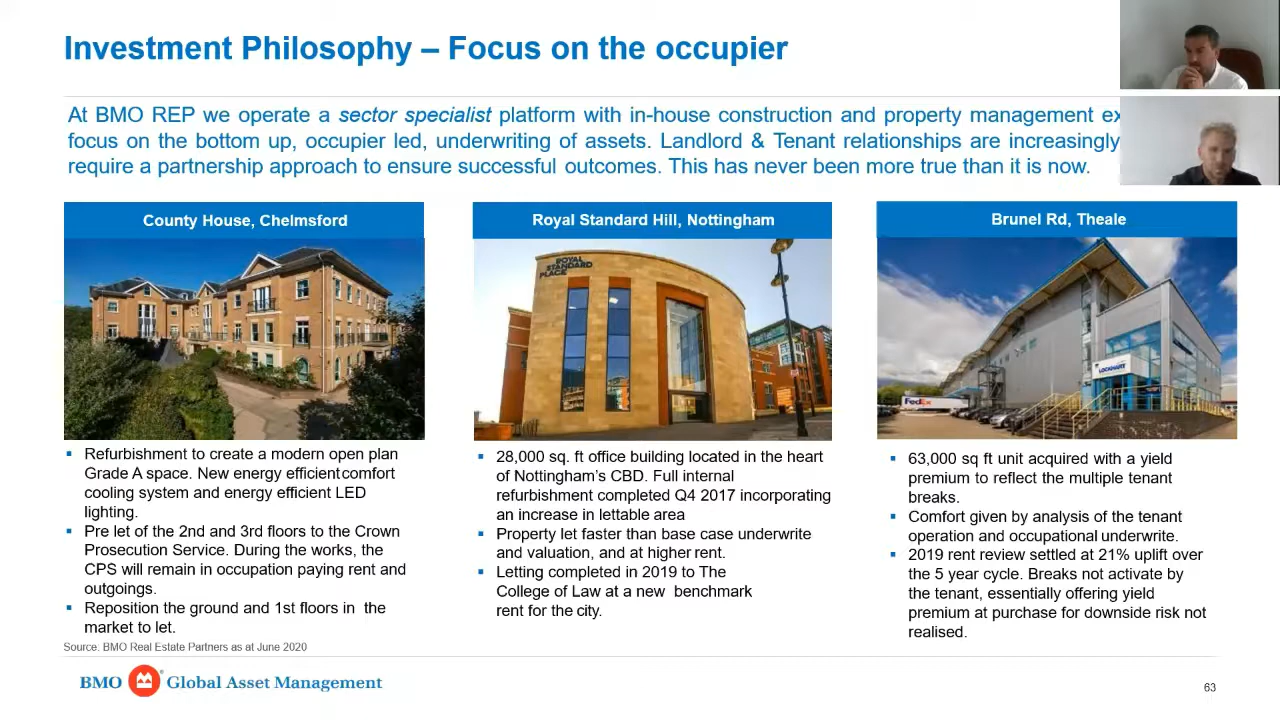 Investment Philosophy – Focus on the occupier
At BMO REP we operate a sector specialist platform with in-house construction and property management
focus on the bottom up, occupier led, underwriting of assets. Landlord & Tenant relationships are increasingly
require a partnership approach to ensure successful outcomes. This has never been more true than it is now.
County House, Chelmsford
Refurbishment to create a modern open plan
Grade A space. New energy efficient comfort
cooling system and energy efficient LED
lighting.
Pre let of the 2nd and 3rd floors to the Crown
Prosecution Service. During the works, the
CPS will remain in occupation paying rent and
outgoings.
Reposition the ground and 1st floors in the
market to let.
Royal Standard Hill, Nottingham
ROYAL
STANDARD
PLACE
28,000 sq. ft office building located in the heart
of Nottingham's CBD. Full internal
refurbishment completed Q4 2017 incorporating
an increase in lettable area
Property let faster than base case underwrite
and valuation, and at higher rent.
Letting completed in 2019 to The
College of Law at a new benchmark
rent for the city.
Brunel Rd, Theale
LOCKHART
FedEx
63,000 sq ft unit acquired with a yield
premium to reflect the multiple tenant
breaks.
Comfort given by analysis of the tenant
operation and occupational underwrite.
2019 rent review settled at 21% uplift over
the 5 year cycle. Breaks not activate by
the tenant, essentially offering yield
premium at purchase for downside risk not
realised.
Source: BMO Real Estate Partners as at June 2020
BMO Global Asset Management
63